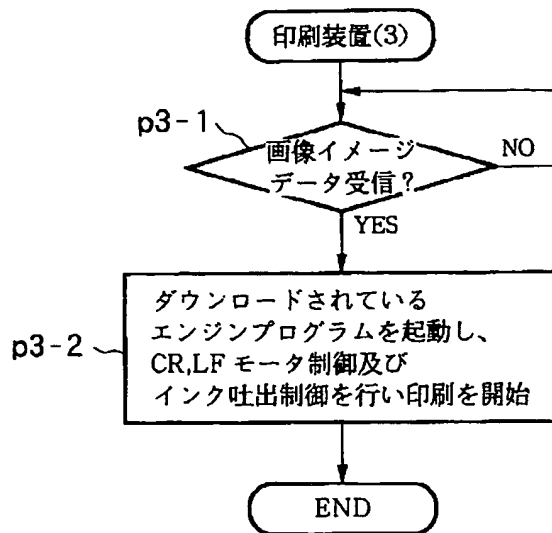 印刷装置(3)
p3-1
画像イメージ
データ受信?
NO
YES
p3-2
ダウンロードされている
エンジンプログラムを起動し、
CR,LFモータ制御及び
インク吐出制御を行い印刷を開始
END